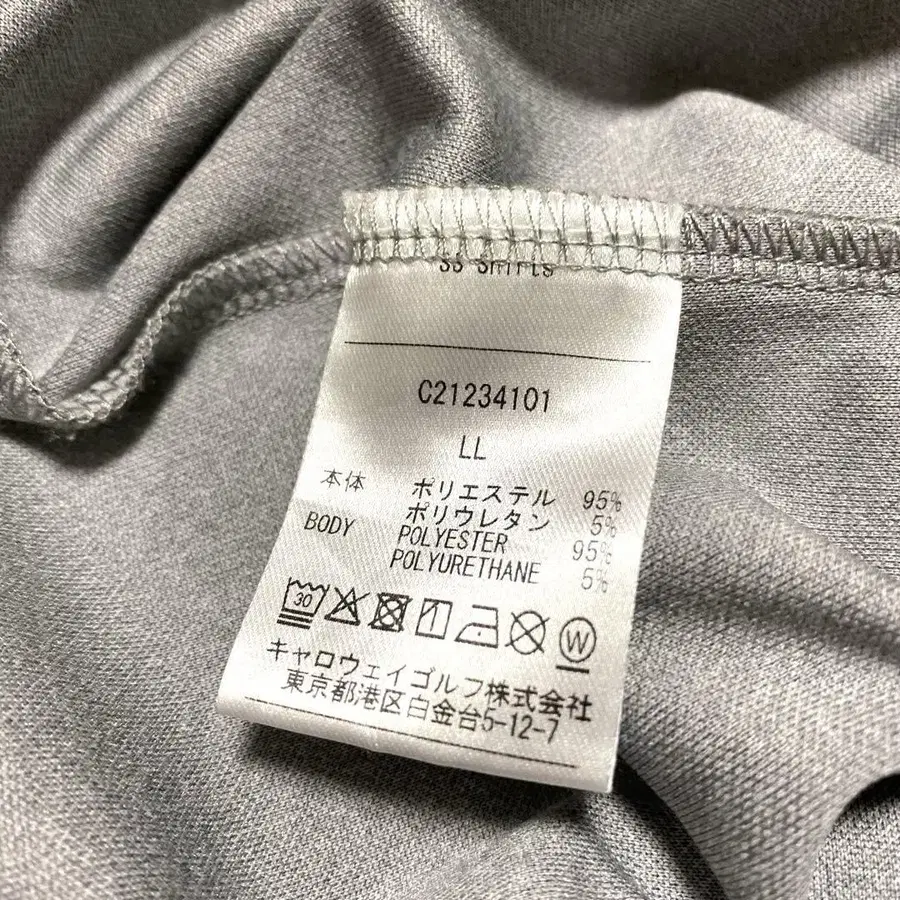 SS Shirts
C21234101
LL
本体 ポリエステル 95%
ポリウレタン 5%
BODY POLYESTER 95%
POLYURETHANE 5%
30 W
キャロウェイゴルフ株式会社
東京都港区白金台5-12-7